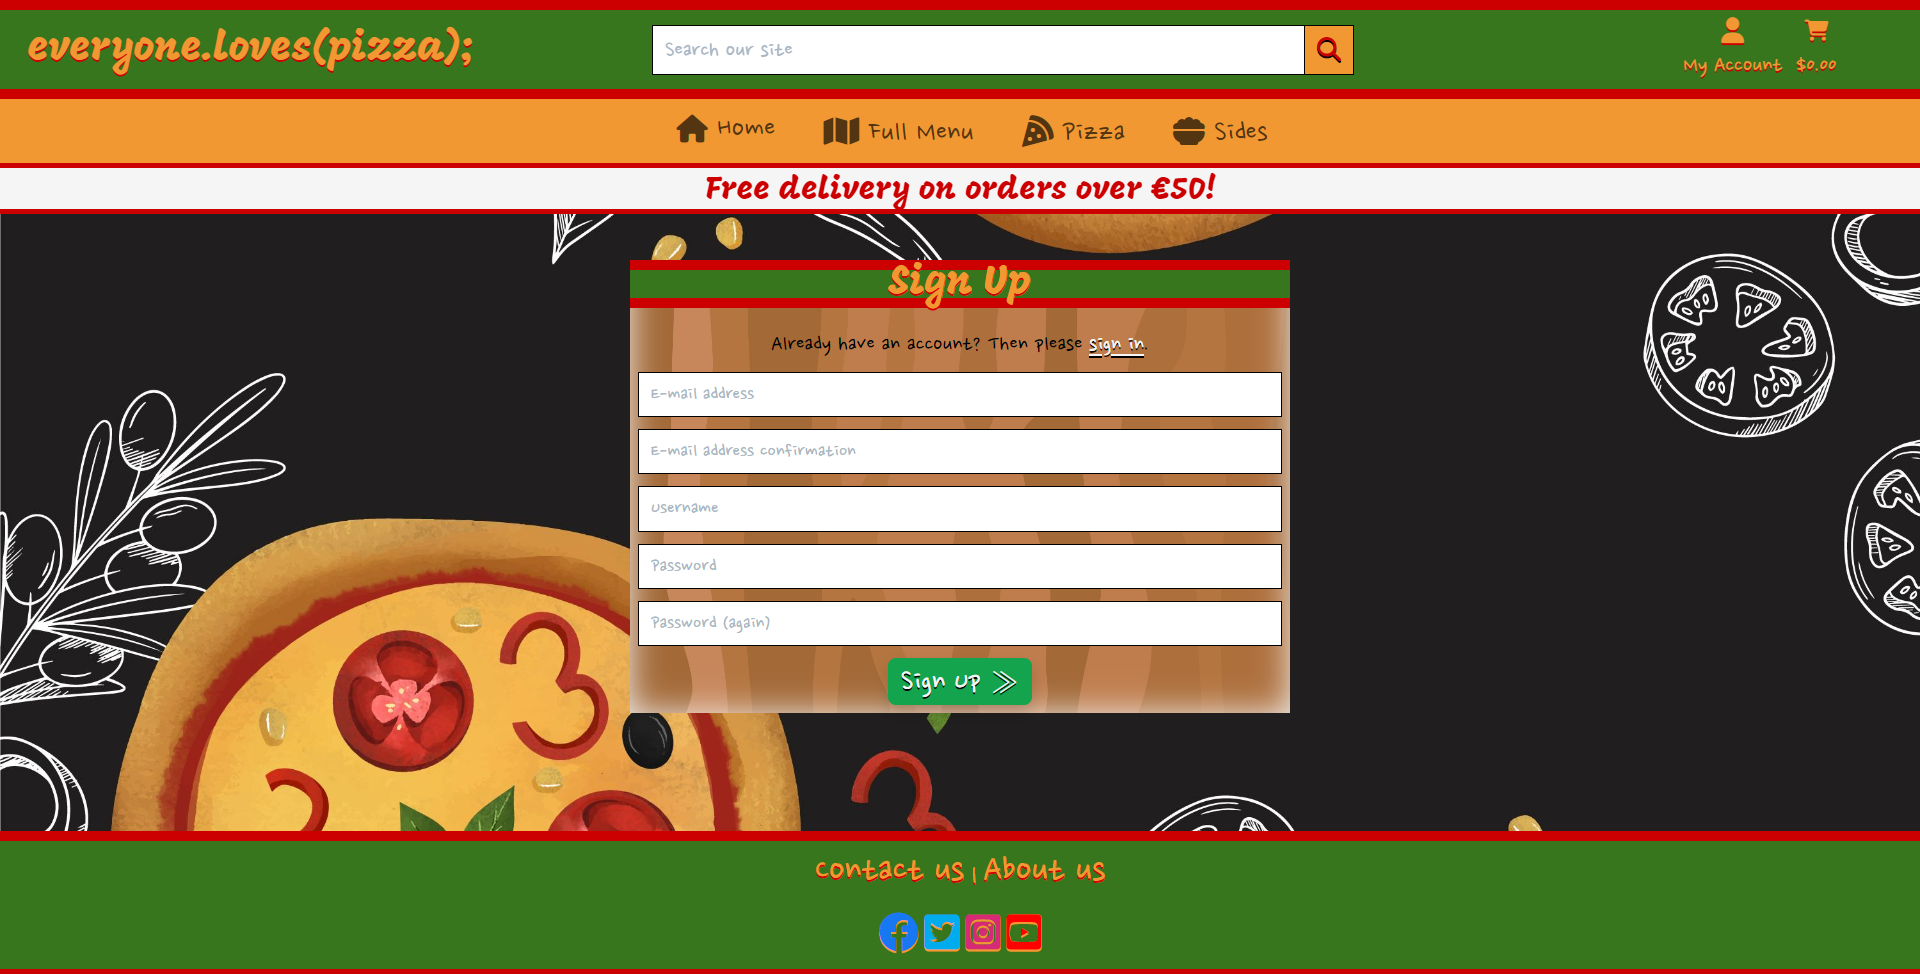 everyone.loves(pizza);
Search our site
My Account
$0.00
Home
Full Menu
Pizza
Sides
Free delivery on orders over €50!
Sign Up
Already have an account? Then please sign in.
E-mail address
E-mail address confirmation
Username
Password
Password (again)
Sign Up
Contact us | About us